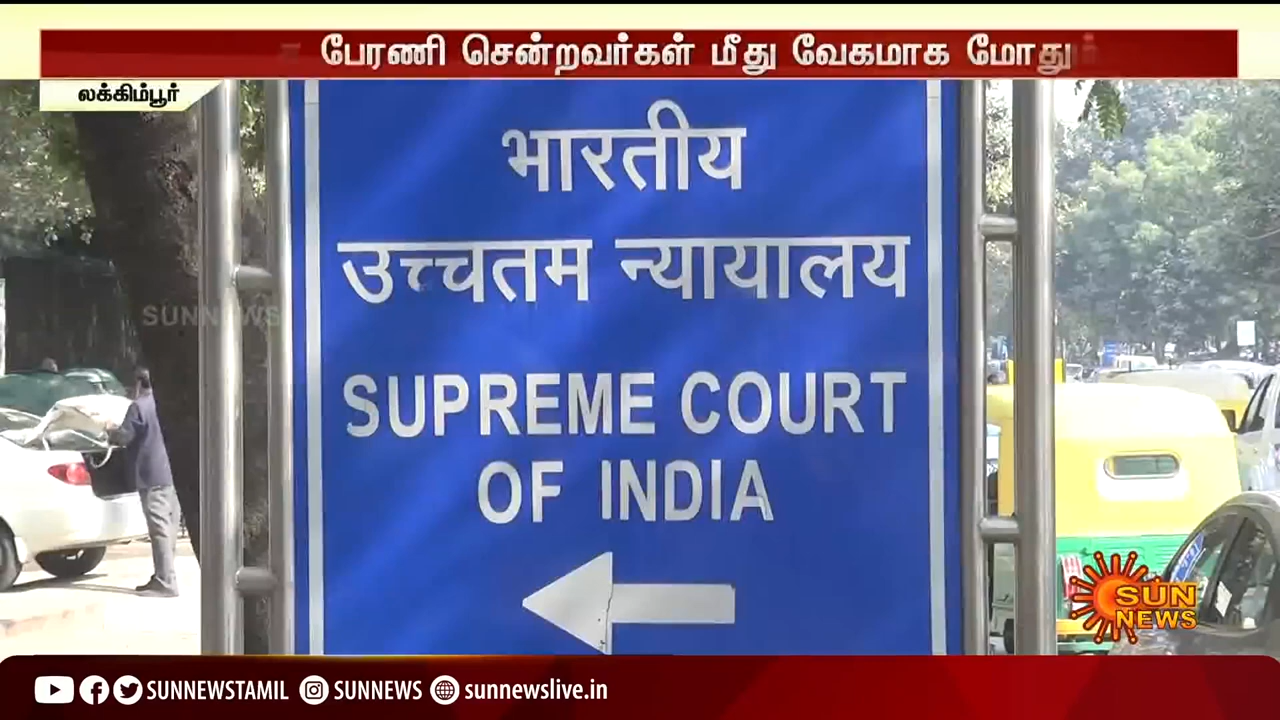 பேரணி சென்றவர்கள் மீது வேகமாக
லக்கிம்பூர்
भारतीय
उच्चतम न्यायालय
SUNNEWS
SUPREME COURT
OF INDIA
SUN
NEWS
SUNNEWSTAMIL SUNNEWS sunnewslive.in